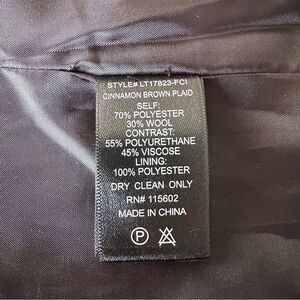 STYLE# LT17823-FCI
CINNAMON BROWN PLAID
SELF:
70% POLYESTER
30% WOOL
CONTRAST:
55% POLYURETHANE
45% VISCOSE
LINING:
100% POLYESTER
DRY CLEAN ONLY
RN# 115602
MADE IN CHINA
P